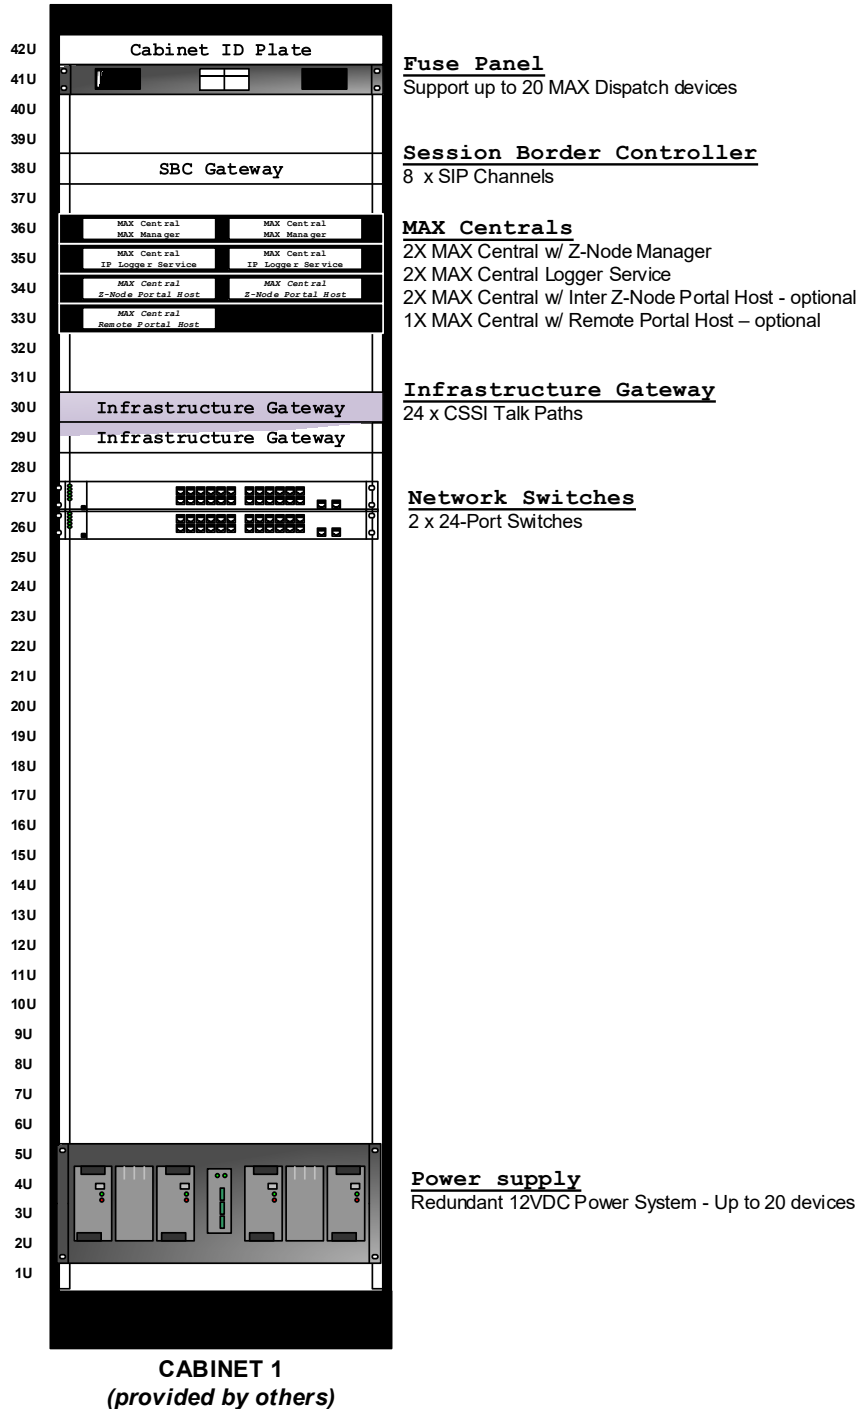 42U
Cabinet ID Plate
41U
Fuse Panel
Support up to 20 MAX Dispatch devices
40U
39U
Session Border Controller
38U
SBC Gateway
8 x SIP Channels
37U
36U
MAX Central
MAX Manager
MAX Central
MAX Manager
MAX Centrals
2X MAX Central w/ Z-Node Manager
35U
MAX Central
IP Logger Service
MAX Central
IP Logger Service
2X MAX Central Logger Service
34U
MAX Central
Z-Node Portal Host
MAX Central
Z-Node Portal Host
2X MAX Central w/ Inter Z-Node Portal Host - optional
33U
MAX Central
Remote Portal Host
1X MAX Central w/ Remote Portal Host – optional
32U
31U
Infrastructure Gateway
30U
Infrastructure Gateway
24 x CSSI Talk Paths
29U
Infrastructure Gateway
28U
27U
Network Switches
26U
2 x 24-Port Switches
25U
24U
23U
22U
21U
20U
19U
18U
17U
16U
15U
14U
13U
12U
11U
10U
9U
8U
7U
6U
5U
4U
Power supply
Redundant 12VDC Power System - Up to 20 devices
3U
2U
1U
CABINET 1
(provided by others)